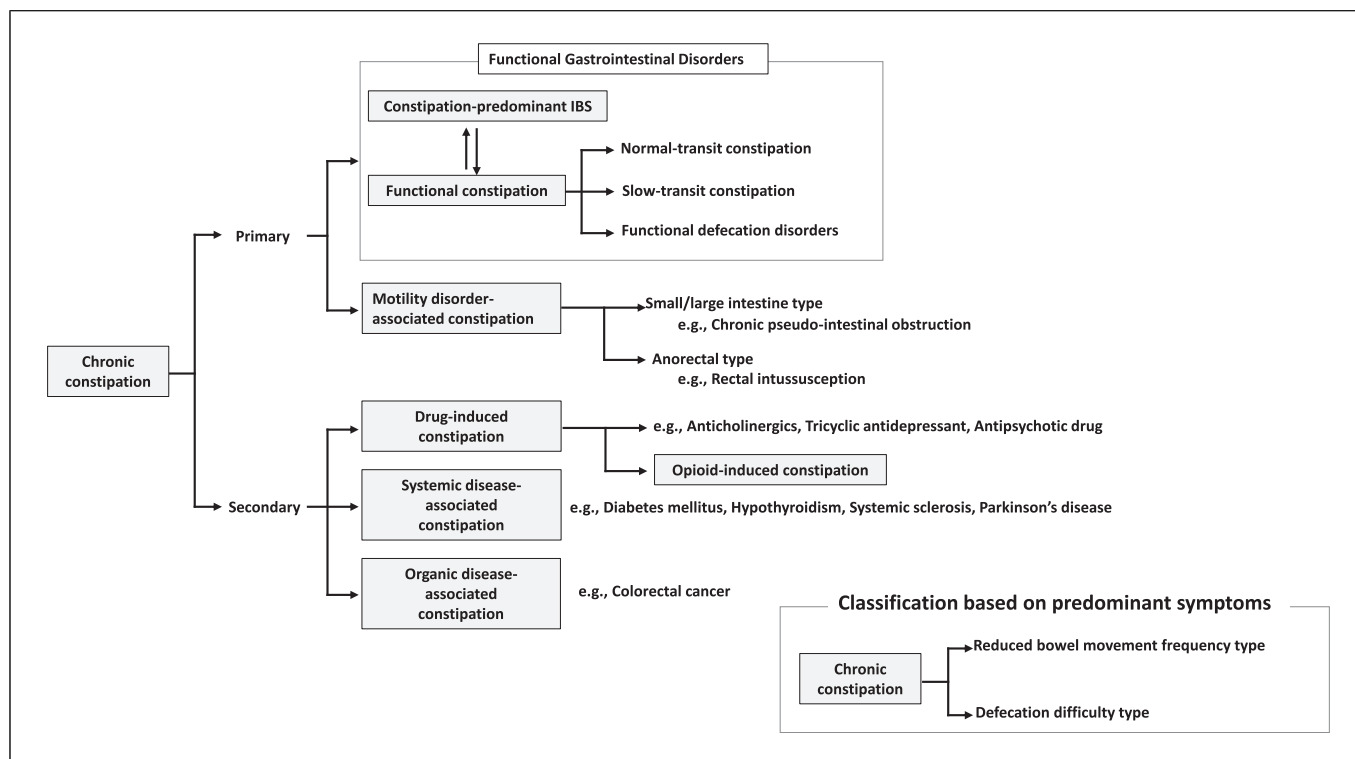 Functional Gastrointestinal Disorders
Constipation-predominant IBS
Functional constipation
Normal-transit constipation
Slow-transit constipation
Functional defecation disorders
Primary
Motility disorder-
associated constipation
Small/large intestine type
e.g., Chronic pseudo-intestinal obstruction
Anorectal type
e.g., Rectal intussusception
Chronic
constipation
Drug-induced
constipation
e.g., Anticholinergics, Tricyclic antidepressant, Antipsychotic drug
Opioid-induced constipation
Secondary
Systemic disease-
associated
constipation
e.g., Diabetes mellitus, Hypothyroidism, Systemic sclerosis, Parkinson’s disease
Organic disease-
associated
constipation
e.g., Colorectal cancer
Classification based on predominant symptoms
Chronic
constipation
Reduced bowel movement frequency type
Defecation difficulty type